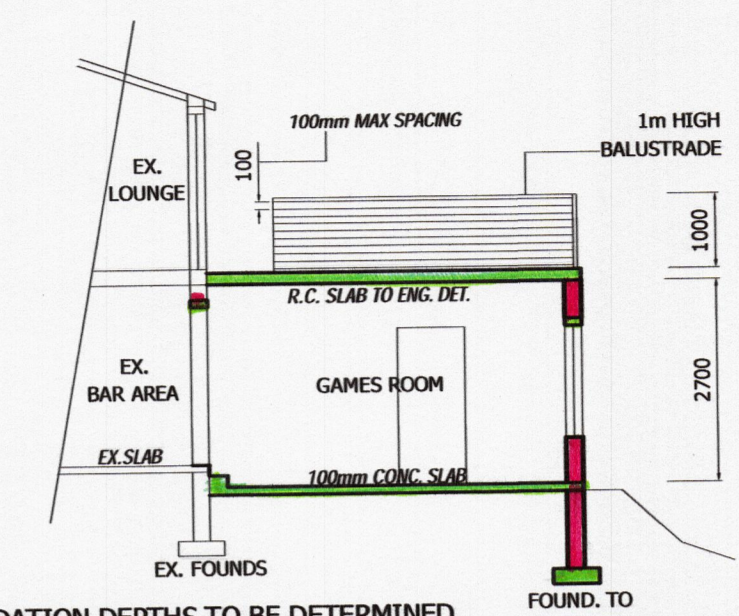 100mm MAX SPACING
1m HIGH
BALUSTRADE
100
EX.
LOUNGE
1000
R.C. SLAB TO ENG. DET.
EX.
BAR AREA
GAMES ROOM
2700
EX.SLAB
100mm CONC. SLAB
EX. FOUNDS
FOUND. TO
DATION DEPTHS TO BE DETERMINED